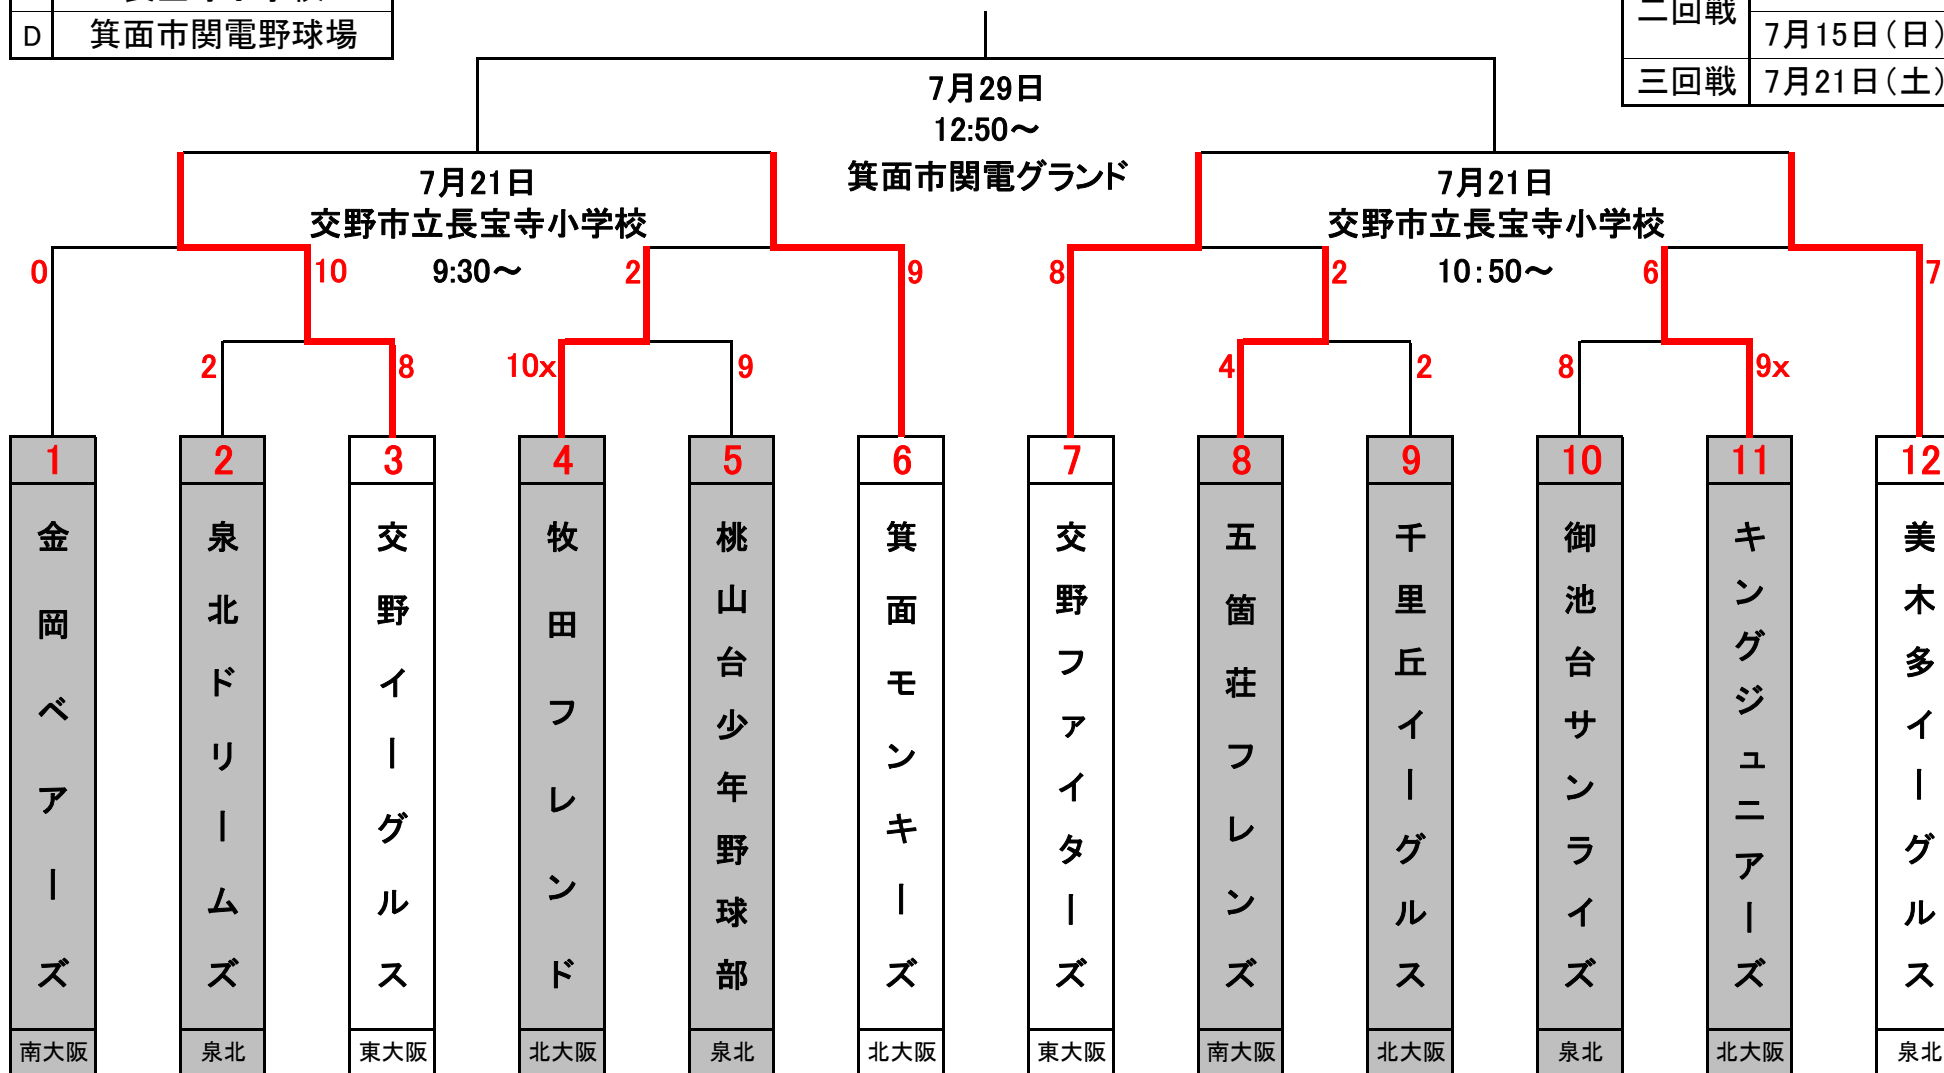 D 箕面市関電野球場
二回戦
7月15日(日)
三回戦 7月21日(土)
7月29日
12:50～
箕面市関電グランド
7月21日
交野市立長宝寺小学校
9:30～
7月21日
交野市立長宝寺小学校
10:50～
0 10 2 9 8 2 6 7
2 8 10x 9 4 2 8 9x
1 2 3 4 5 6 7 8 9 10 11 12
金岡ベアーズ
泉北ドリームズ
交野イーグルス
牧田フレンド
桃山台少年野球部
箕面モンキーズ
交野ファイターズ
五箇荘フレンズ
千里丘イーグルス
御池台サンライズ
キングジュニアーズ
美木多イーグルス
南大阪 泉北 東大阪 北大阪 泉北 北大阪 東大阪 南大阪 北大阪 泉北 北大阪 泉北